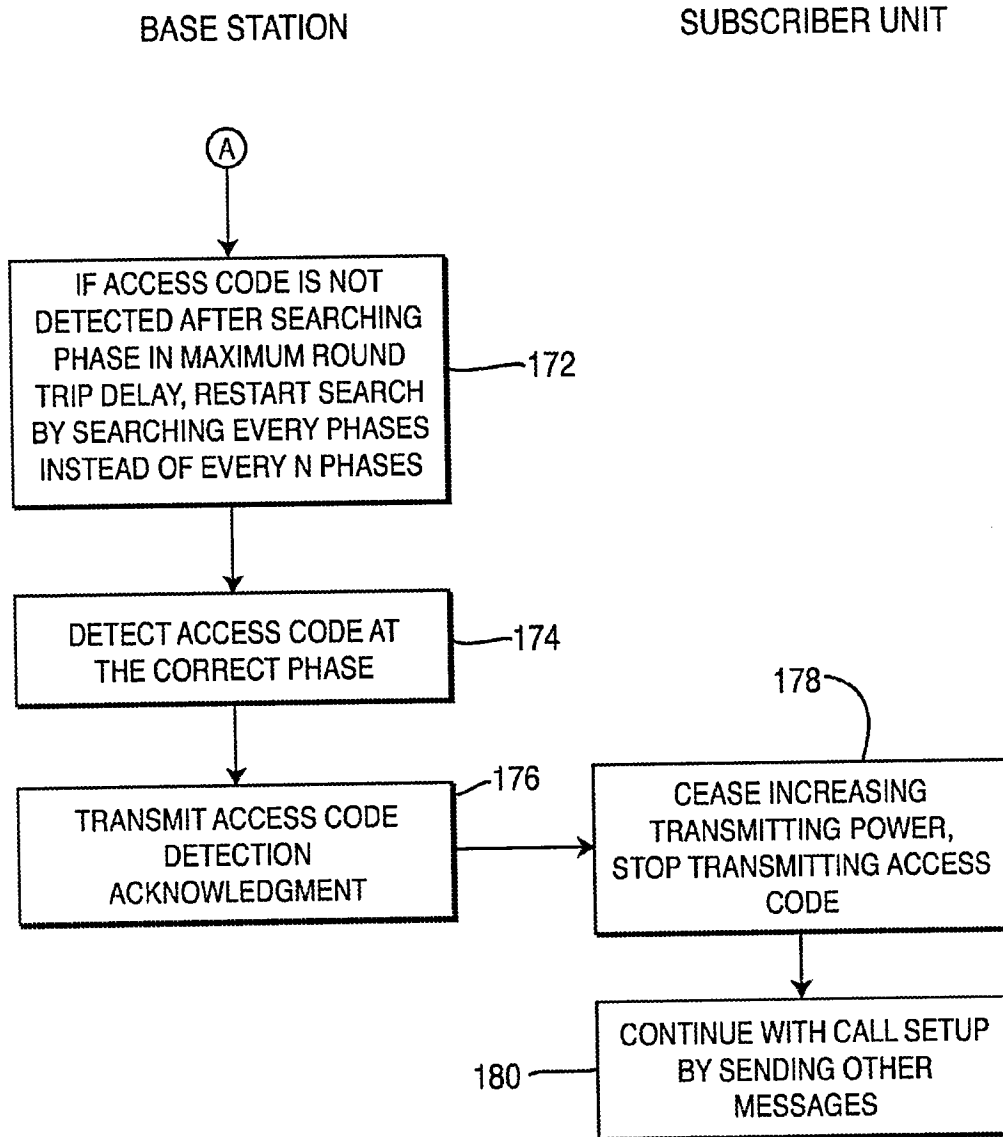 BASE STATION
SUBSCRIBER UNIT
A
IF ACCESS CODE IS NOT
DETECTED AFTER SEARCHING
PHASE IN MAXIMUM ROUND
TRIP DELAY, RESTART SEARCH
BY SEARCHING EVERY PHASES
INSTEAD OF EVERY N PHASES
172
DETECT ACCESS CODE AT
THE CORRECT PHASE
174
TRANSMIT ACCESS CODE
DETECTION
ACKNOWLEDGMENT
176
178
CEASE INCREASING
TRANSMITTING POWER,
STOP TRANSMITTING ACCESS
CODE
CONTINUE WITH CALL SETUP
BY SENDING OTHER
MESSAGES
180